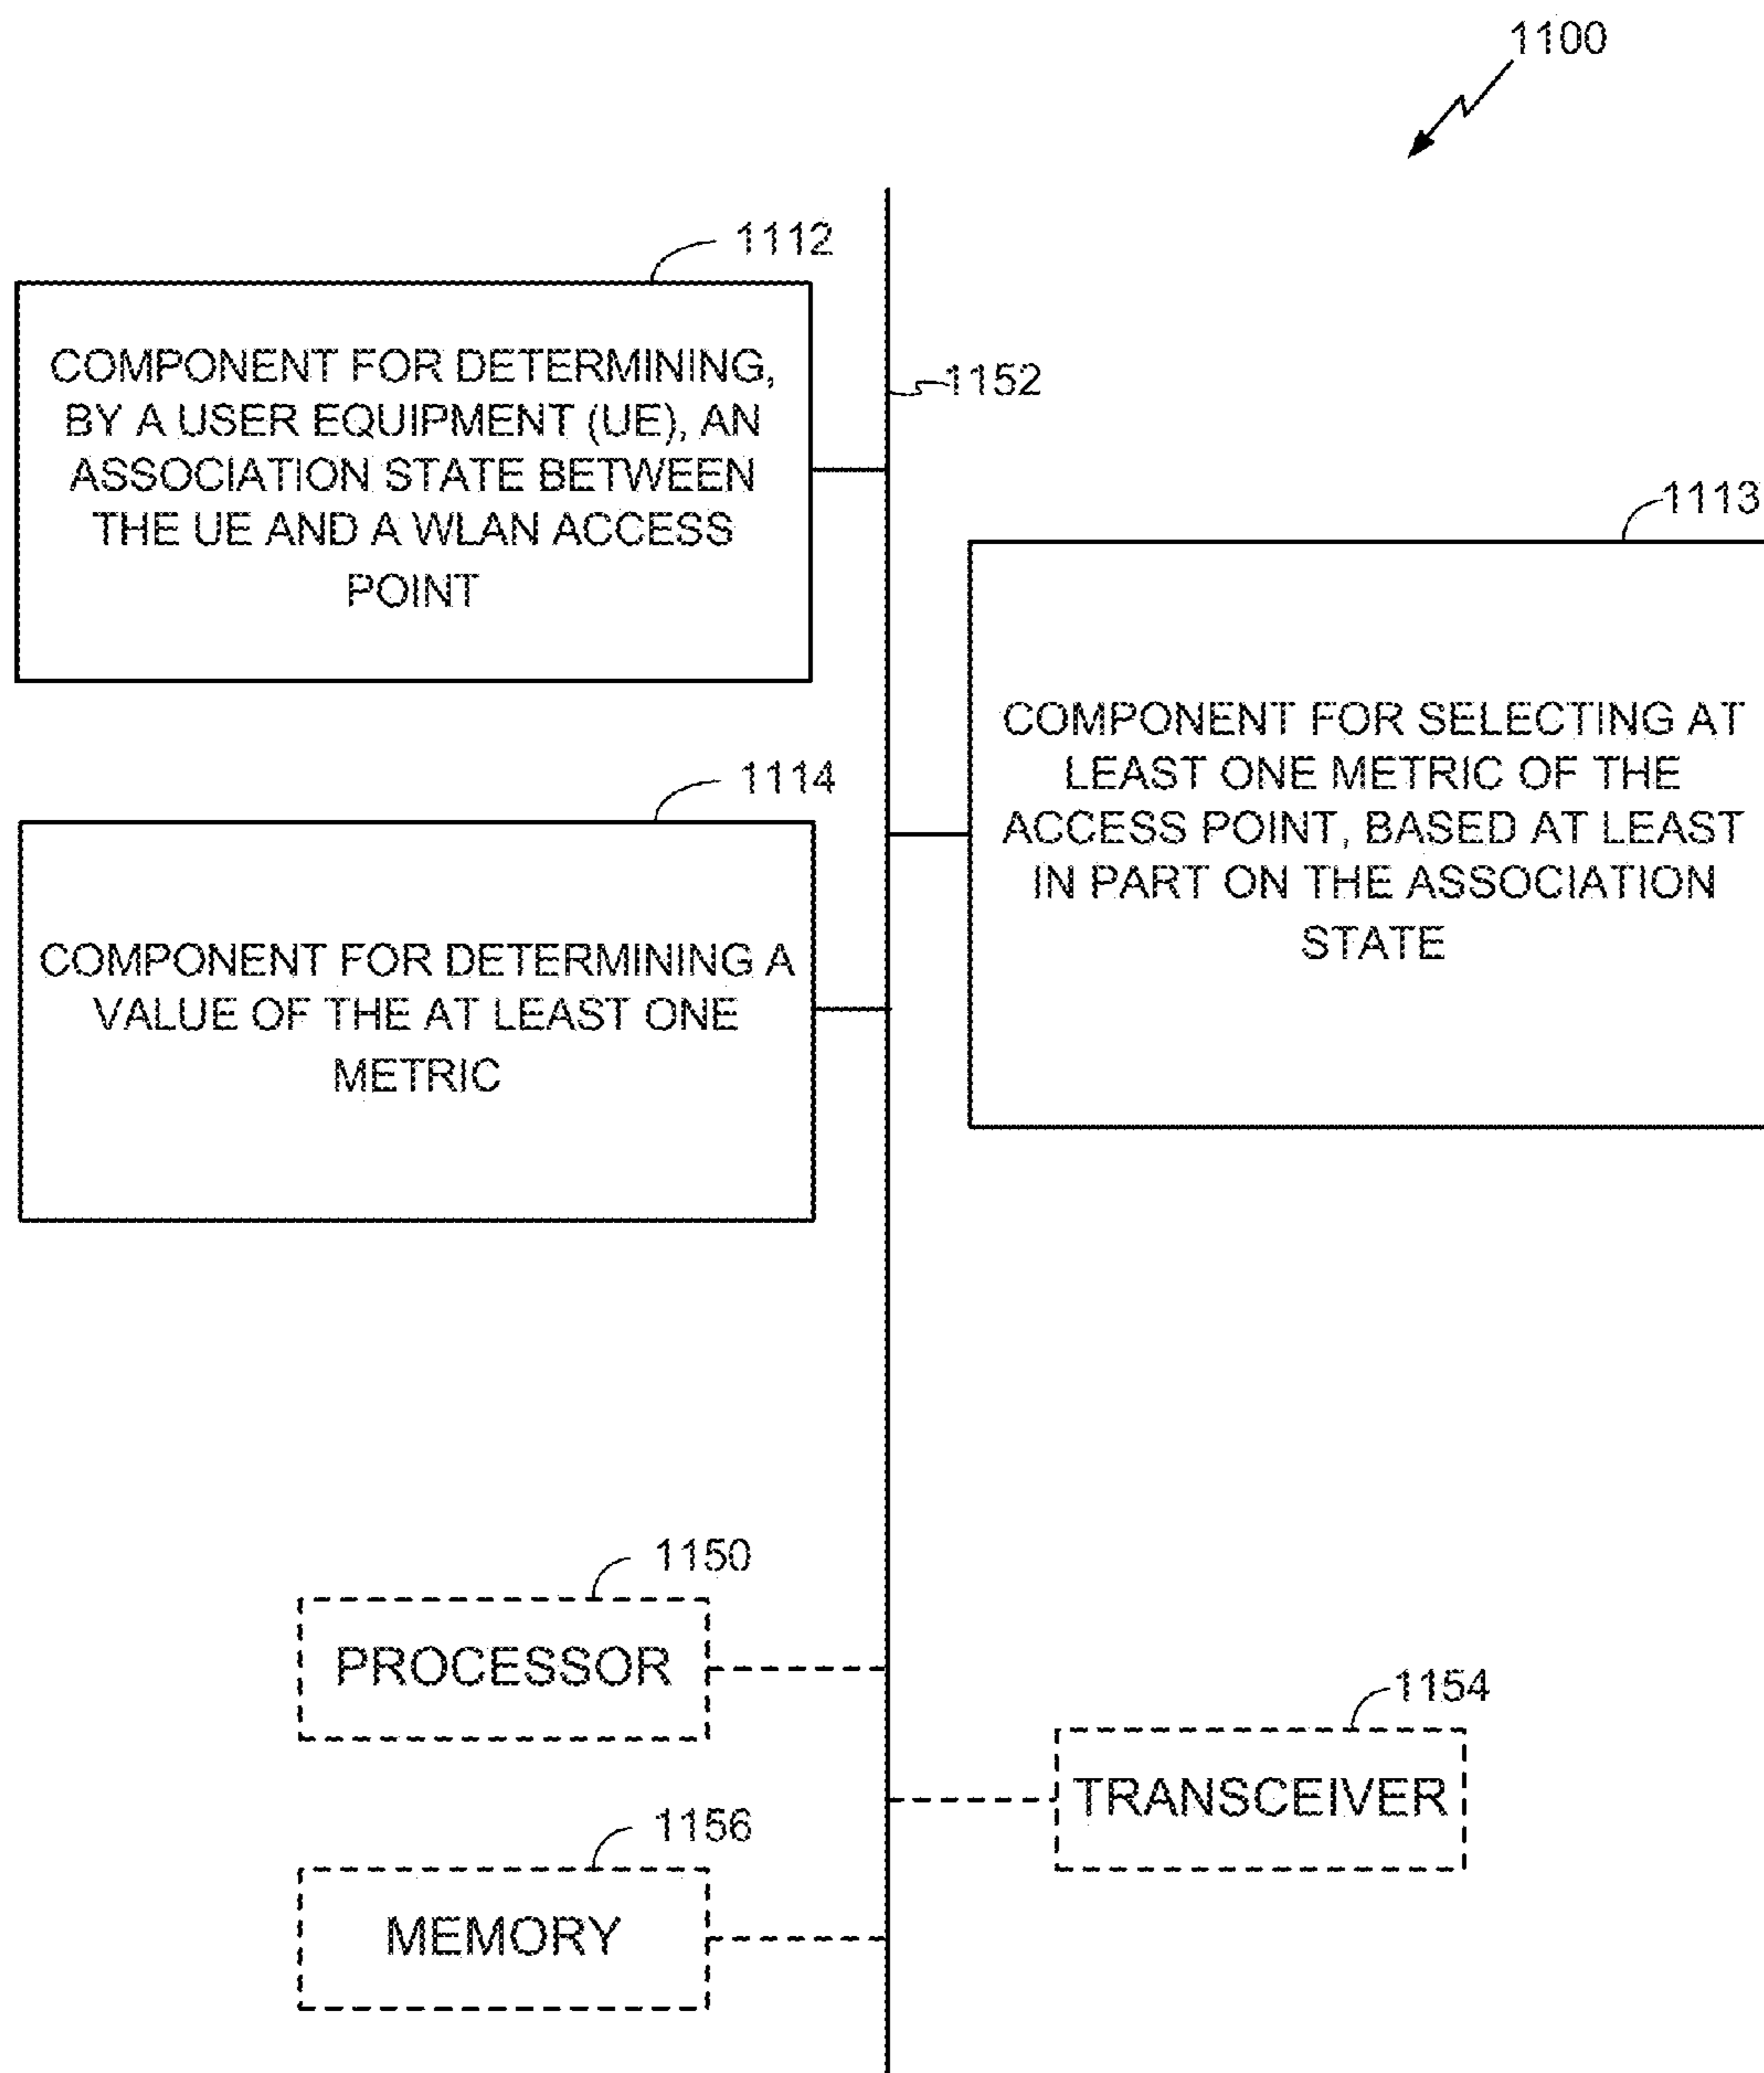 1100
1112
COMPONENT FOR DETERMINING,
BY A USER EQUIPMENT (UE), AN
ASSOCIATION STATE BETWEEN
THE UE AND A WLAN ACCESS
POINT
1152
1113
COMPONENT FOR SELECTING AT
LEAST ONE METRIC OF THE
ACCESS POINT, BASED AT LEAST
IN PART ON THE ASSOCIATION
STATE
1114
COMPONENT FOR DETERMINING A
VALUE OF THE AT LEAST ONE
METRIC
1150
PROCESSOR
1154
TRANSCEIVER
1156
MEMORY